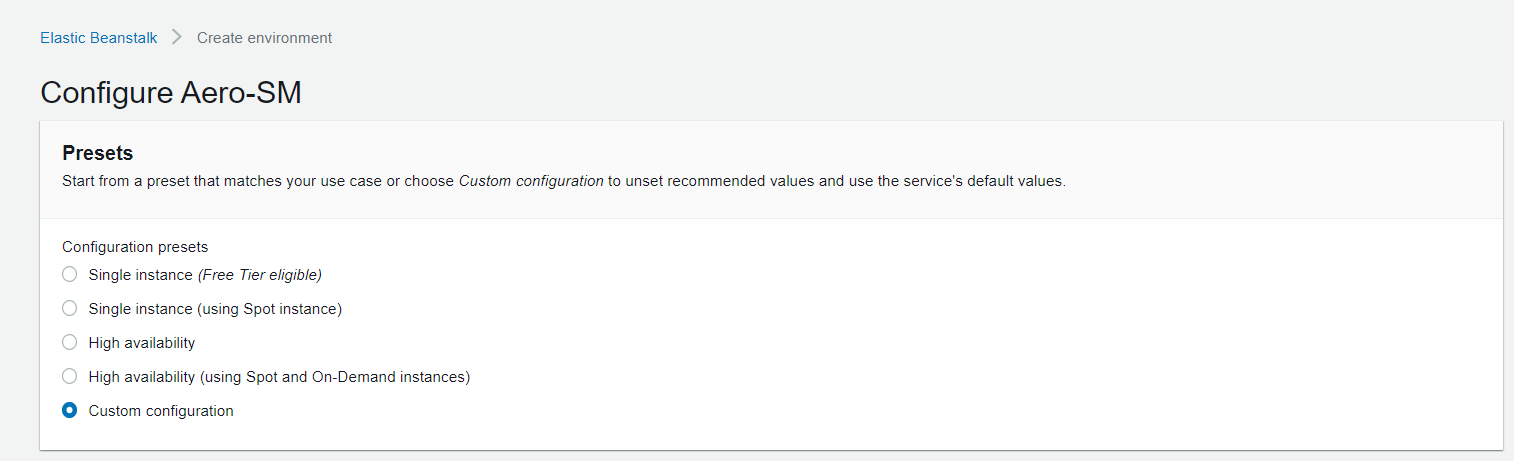 Elastic Beanstalk > Create environment
Configure Aero-SM
Presets
Start from a preset that matches your use case or choose Custom configuration to unset recommended values and use the service's default values.
Configuration presets
Single instance (Free Tier eligible)
Single instance (using Spot instance)
High availability
High availability (using Spot and On-Demand instances)
Custom configuration